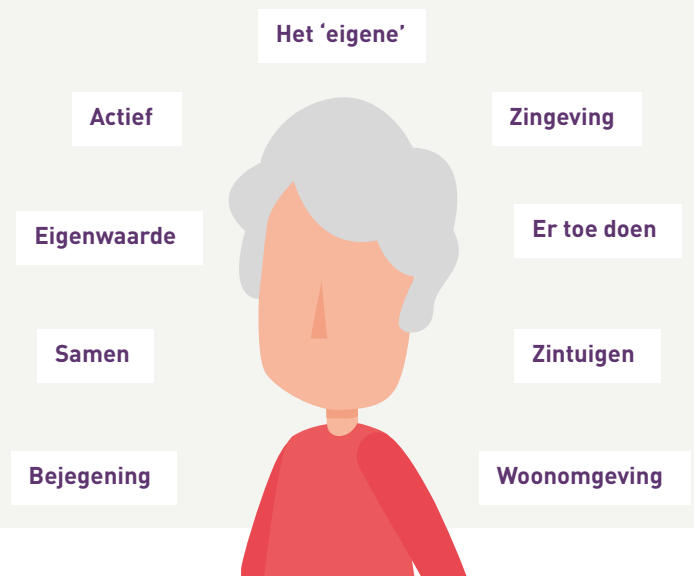 Het ‘eigene’
Actief
Zingeving
Eigenwaarde
Er toe doen
Samen
Zintuigen
Bejegening
Woonomgeving